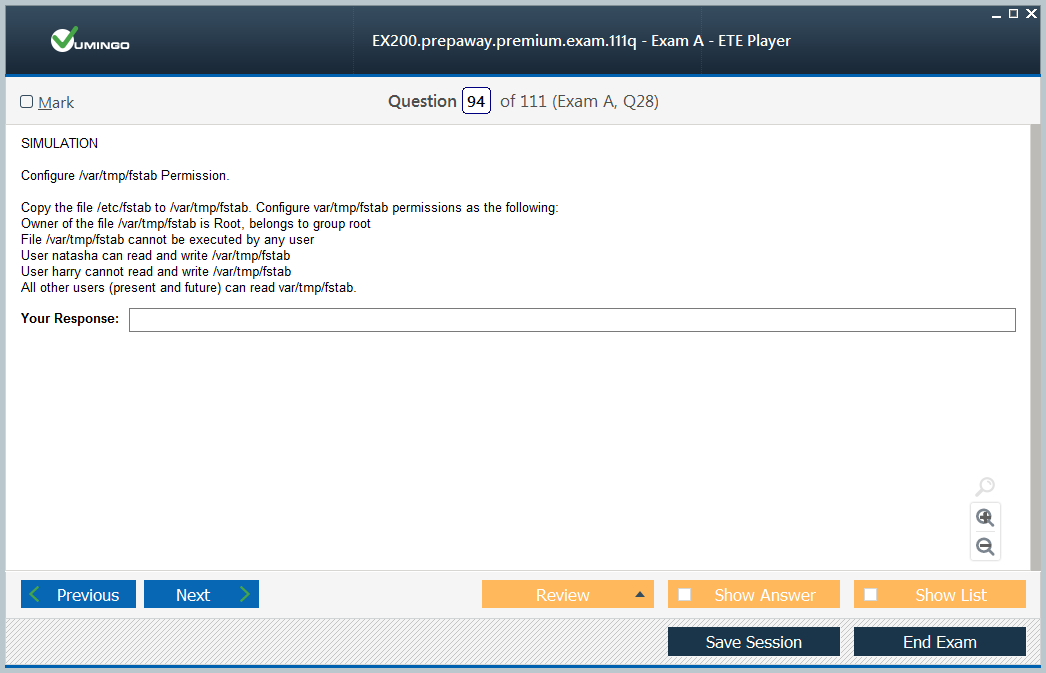 VUMINGO
EX200.prepaway.premium.exam.111q - Exam A - ETE Player
Mark
Question 94 of 111 (Exam A, Q28)
SIMULATION
Configure /var/tmp/fstab Permission.
Copy the file /etc/fstab to /var/tmp/fstab. Configure var/tmp/fstab permissions as the following:
Owner of the file /var/tmp/fstab is Root, belongs to group root
File /var/tmp/fstab cannot be executed by any user
User natasha can read and write /var/tmp/fstab
User harry cannot read and write /var/tmp/fstab
All other users (present and future) can read var/tmp/fstab.
Your Response:
Previous
Next
Review
Show Answer
Show List
Save Session
End Exam